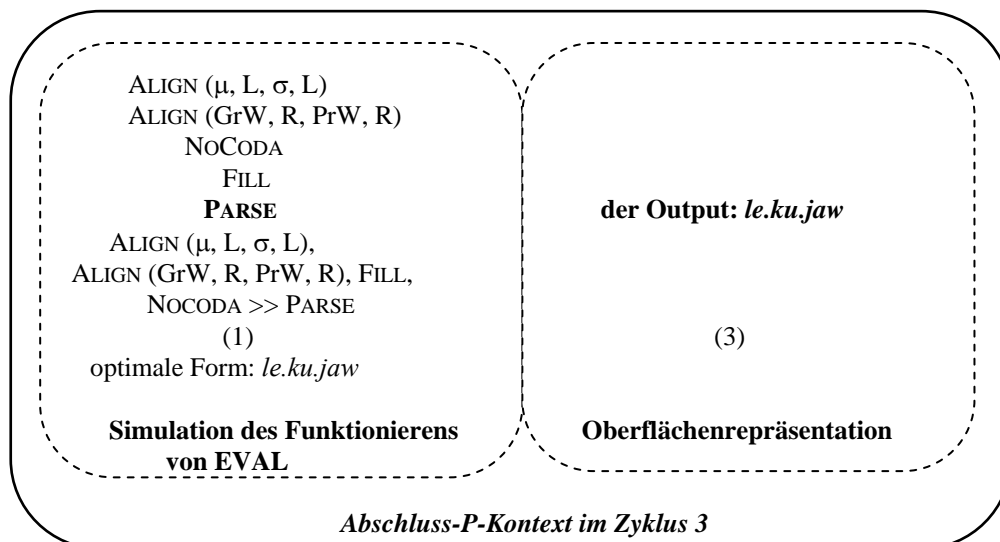 ALIGN (μ, L, σ, L)
ALIGN (GrW, R, PrW, R)
NOCODA
FILL
PARSE
ALIGN (μ, L, σ, L),
ALIGN (GrW, R, PrW, R), FILL,
NOCODA >> PARSE
(1)
optimale Form: le.ku.jaw
Simulation des Funktionierens
von EVAL
der Output: le.ku.jaw
(3)
Oberflächenrepräsentation
Abschluss-P-Kontext im Zyklus 3